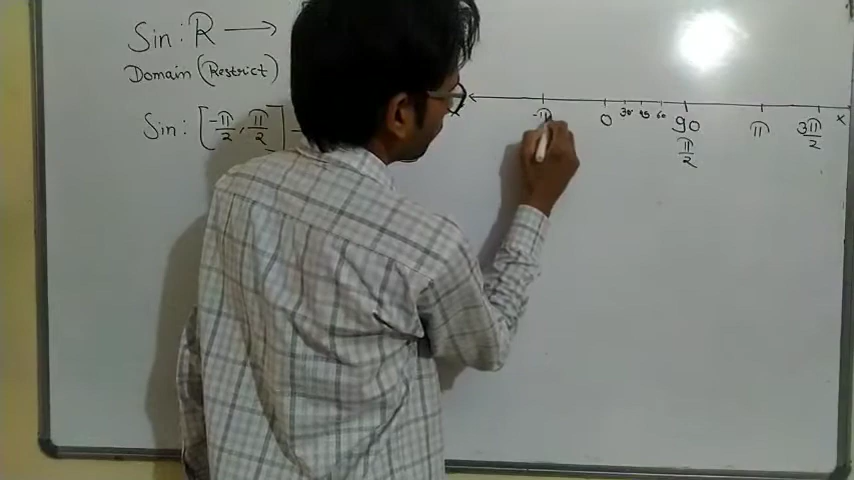 Sin : R →
Domain (Restrict)
Sin : [-π/2, π/2]
-π 0 30 45 60 90 π 3π/2 x
π/2